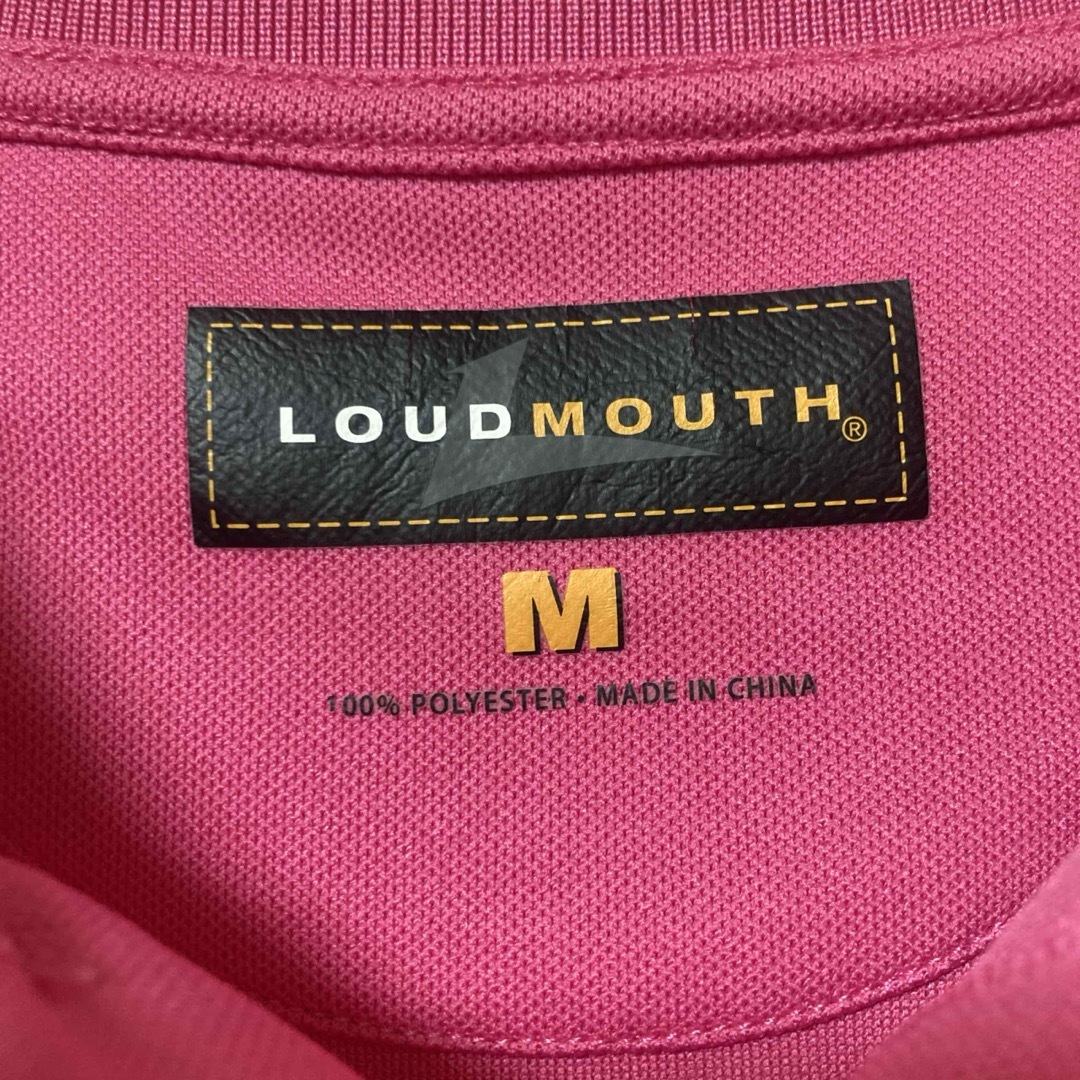 LOUDMOUTH®
M
100% POLYESTER • MADE IN CHINA